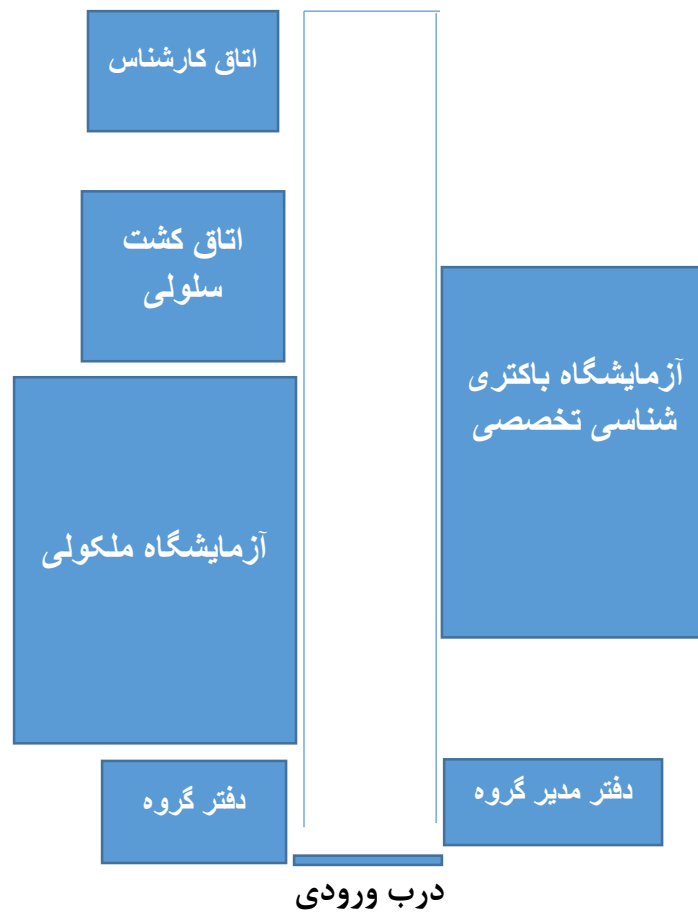 اتاق کارشناس
اتاق کشت
سلولی
آزمایشگاه باکتری
شناسی تخصصی
آزمایشگاه ملکولی
دفتر مدیر گروه
دفتر گروه
درب ورودی